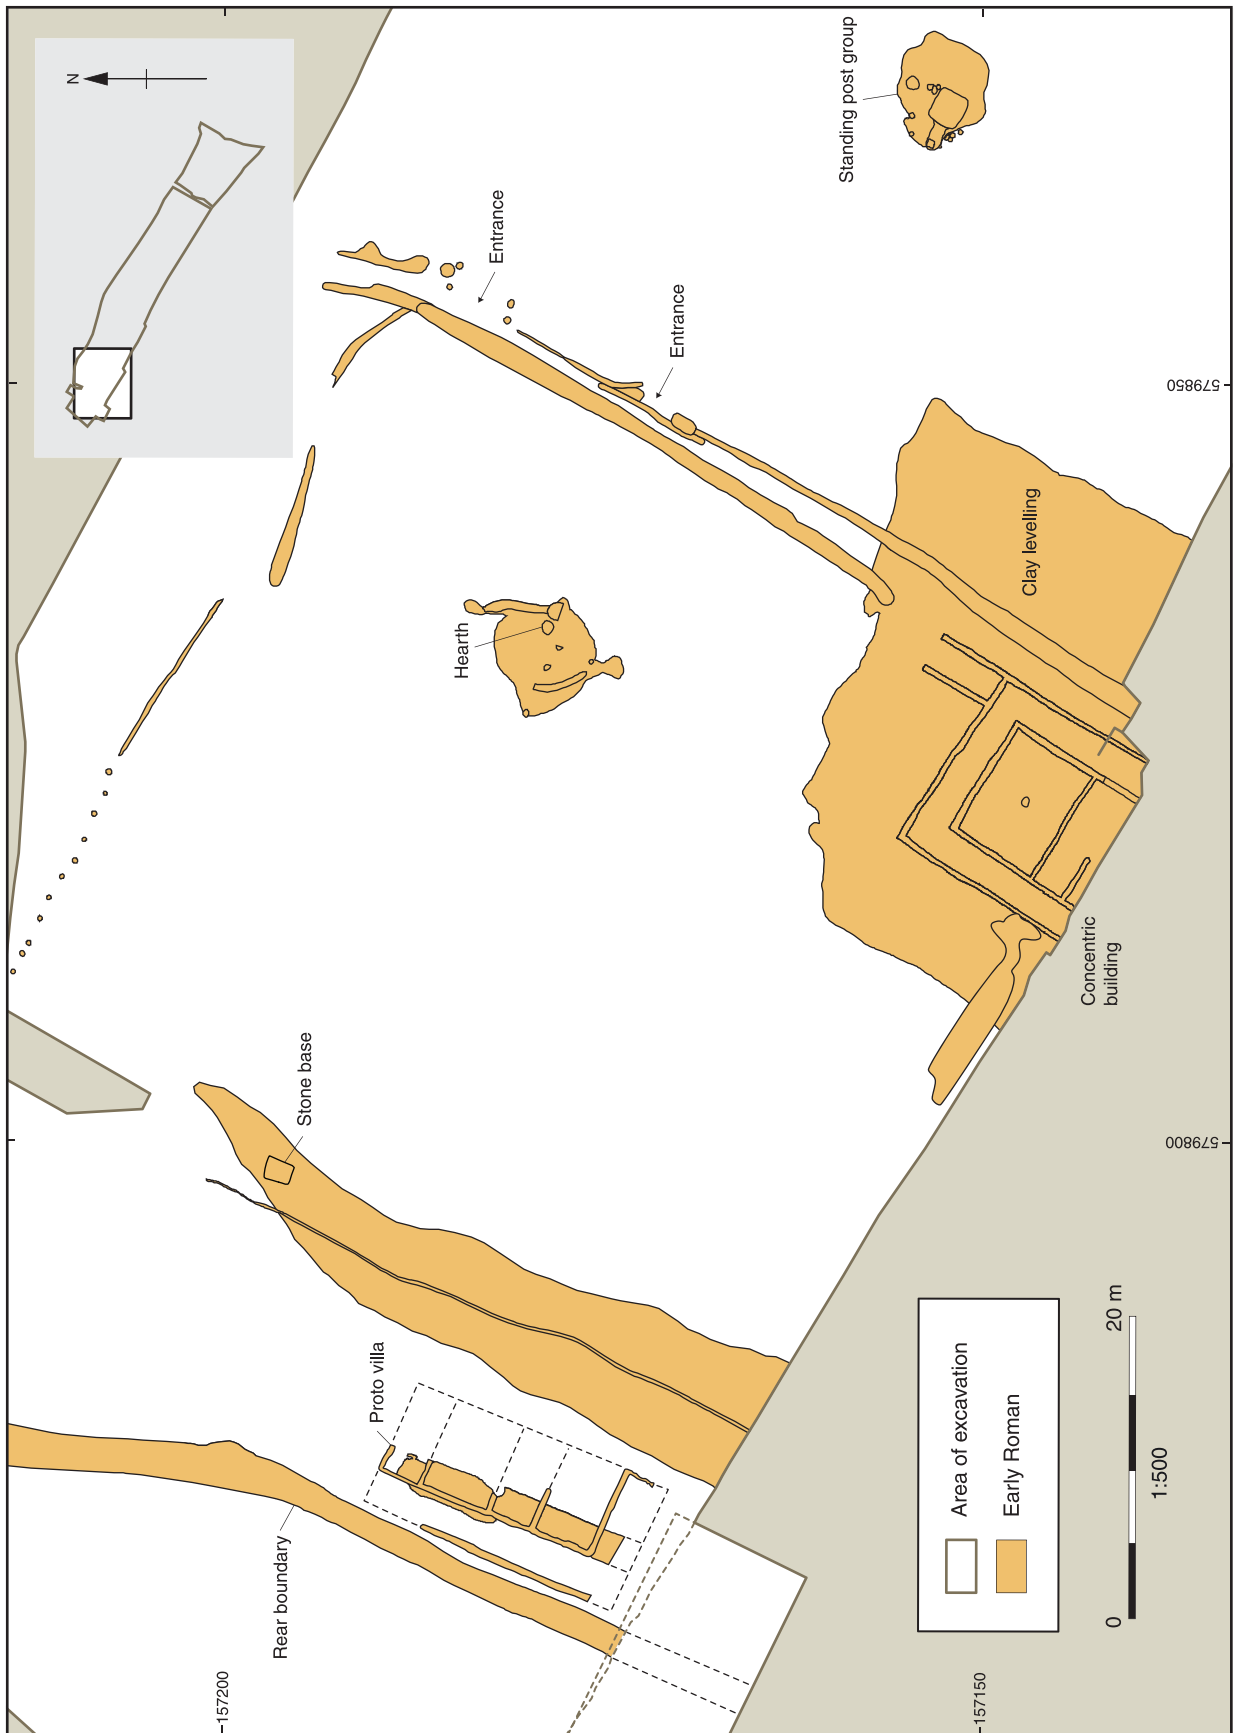 N
Standing post group
Entrance
Entrance
579850
Clay levelling
Hearth
Concentric
building
Stone base
579800
Proto villa
Rear boundary
Area of excavation
Early Roman
0
20 m
1:500
157200
157150